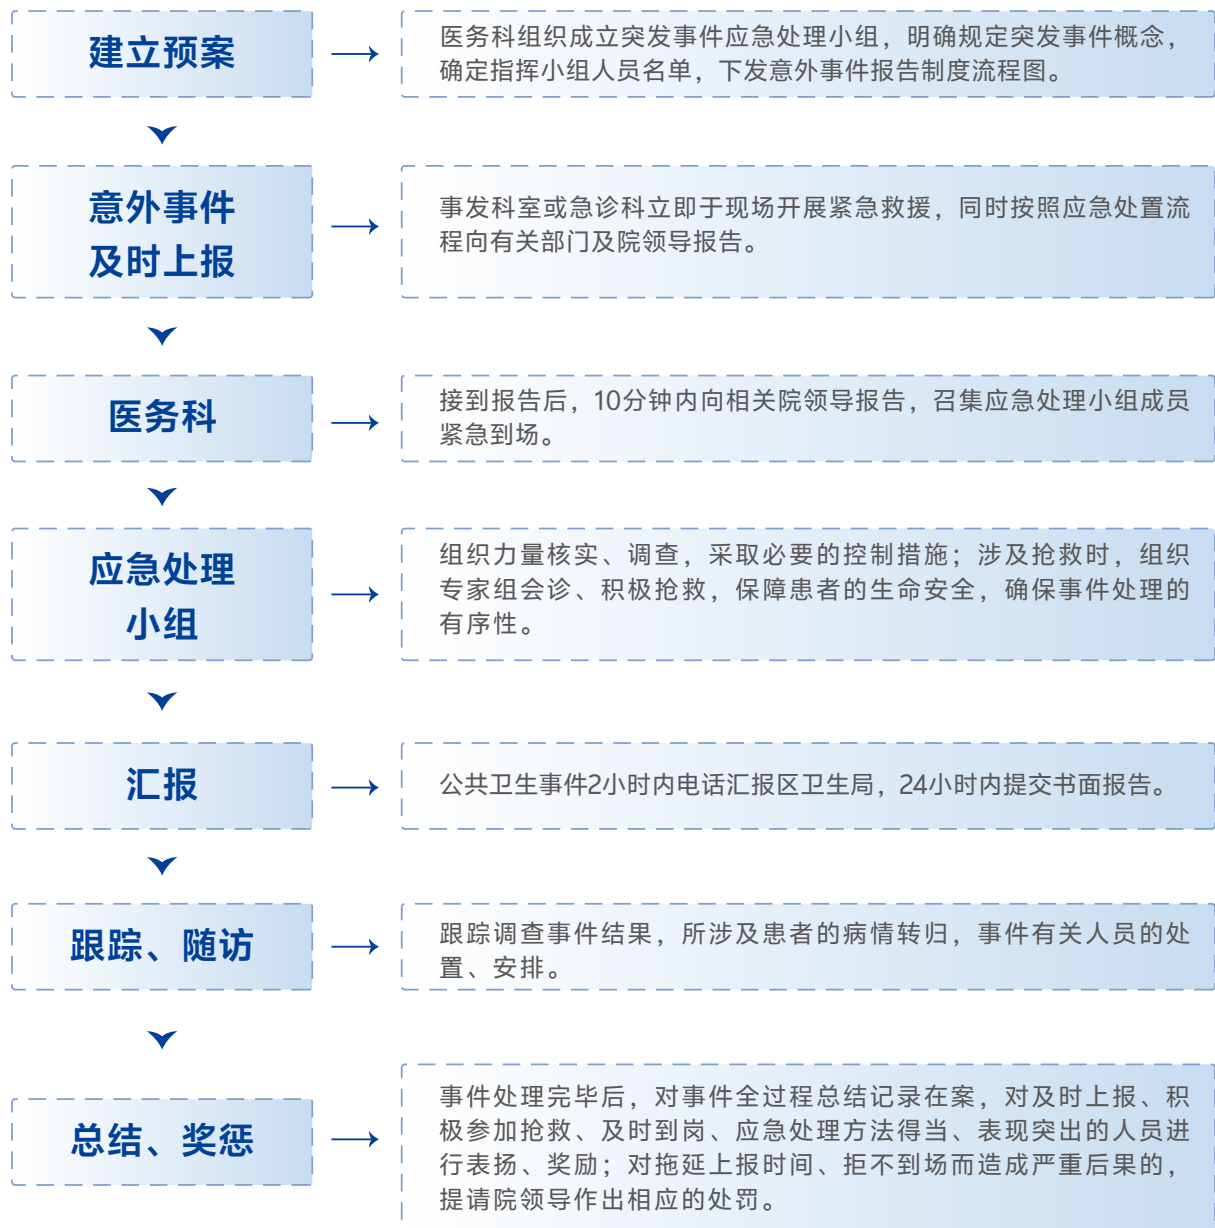 建立预案
医务科组织成立突发事件应急处理小组，明确规定突发事件概念，
确定指挥小组人员名单，下发意外事件报告制度流程图。
意外事件
及时上报
事发科室或急诊科立即于现场开展紧急救援，同时按照应急处置流
程向有关部门及院领导报告。
医务科
接到报告后，10分钟内向相关院领导报告，召集应急处理小组成员
紧急到场。
应急处理
小组
组织力量核实、调查，采取必要的控制措施；涉及抢救时，组织
专家组会诊、积极抢救，保障患者的生命安全，确保事件处理的
有序性。
汇报
公共卫生事件2小时内电话汇报区卫生局，24小时内提交书面报告。
跟踪、随访
跟踪调查事件结果，所涉及患者的病情转归，事件有关人员的处
置、安排。
总结、奖惩
事件处理完毕后，对事件全过程总结记录在案，对及时上报、积
极参加抢救、及时到岗、应急处理方法得当、表现突出的人员进
行表扬、奖励；对拖延上报时间、拒不到场而造成严重后果的，
提请院领导作出相应的处罚。